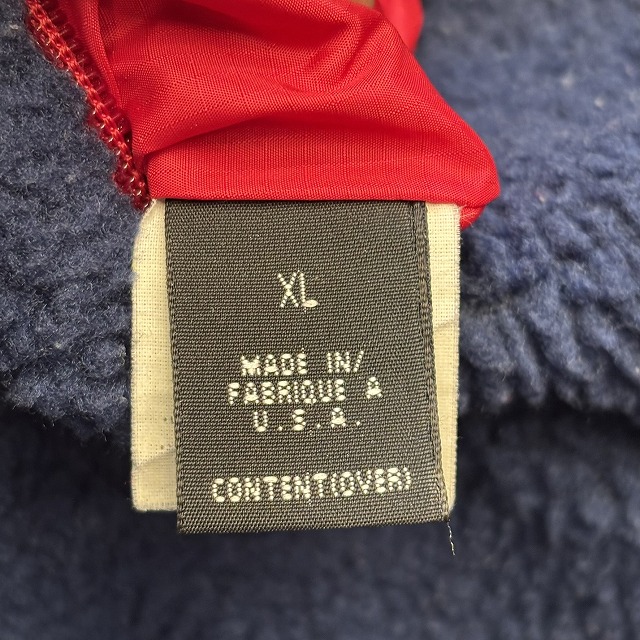 XL
MADE IN/
FABRIQUE A
U.S.A.
CONTENT(OVER)